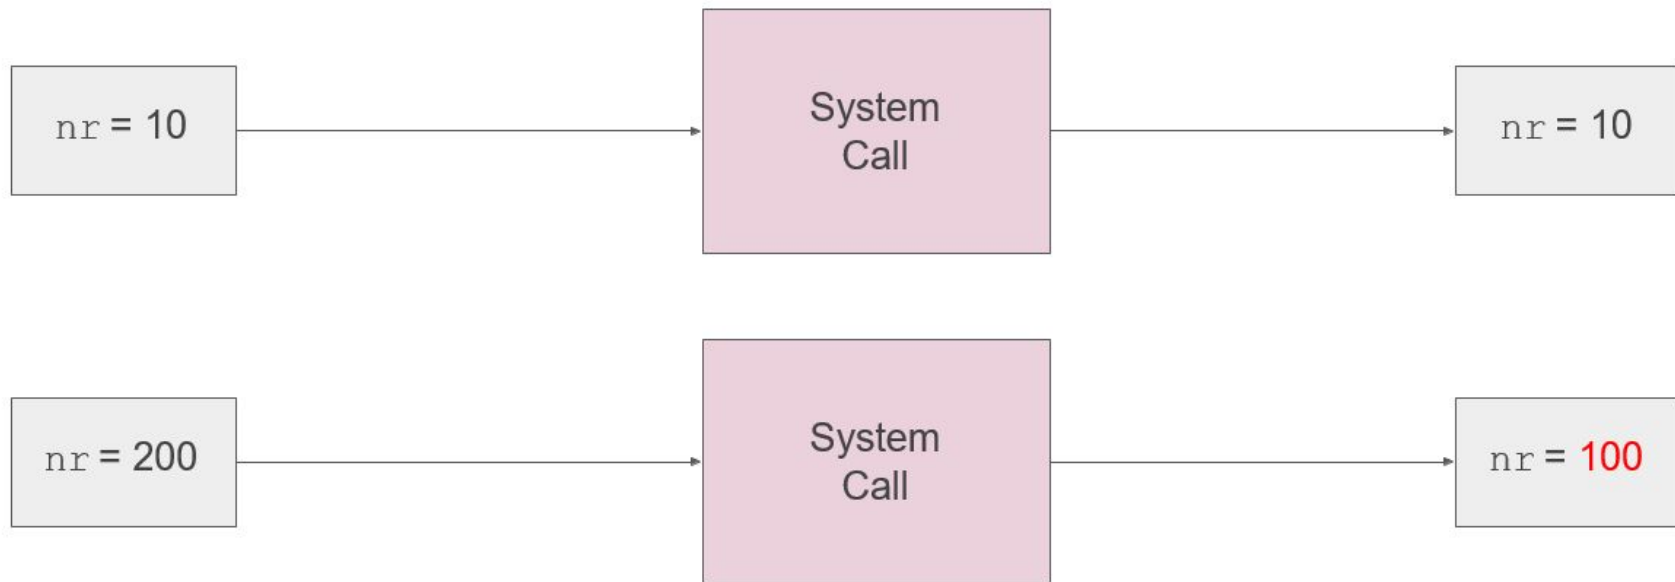 nr = 10
System
Call
nr = 10
nr = 200
System
Call
nr = 100